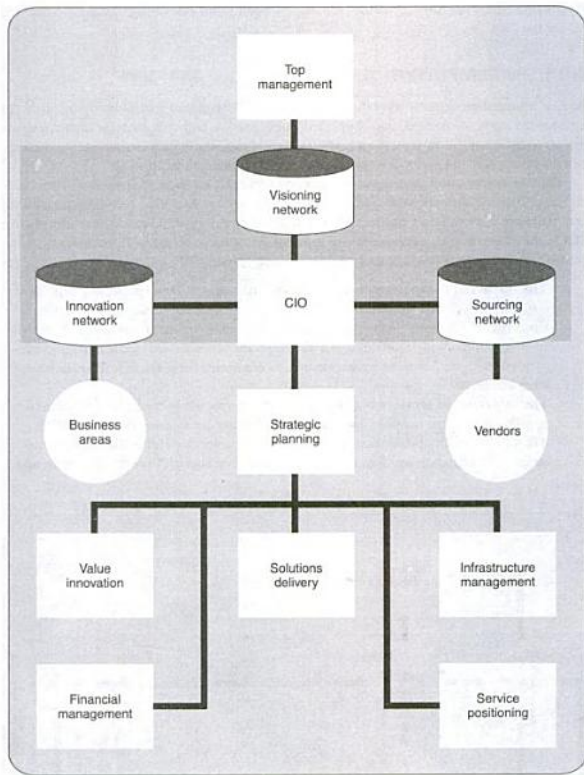 Top
management
Visioning
network
Innovation
network
CIO
Sourcing
network
Business
areas
Strategic
planning
Vendors
Value
innovation
Solutions
delivery
Infrastructure
management
Financial
management
Service
positioning